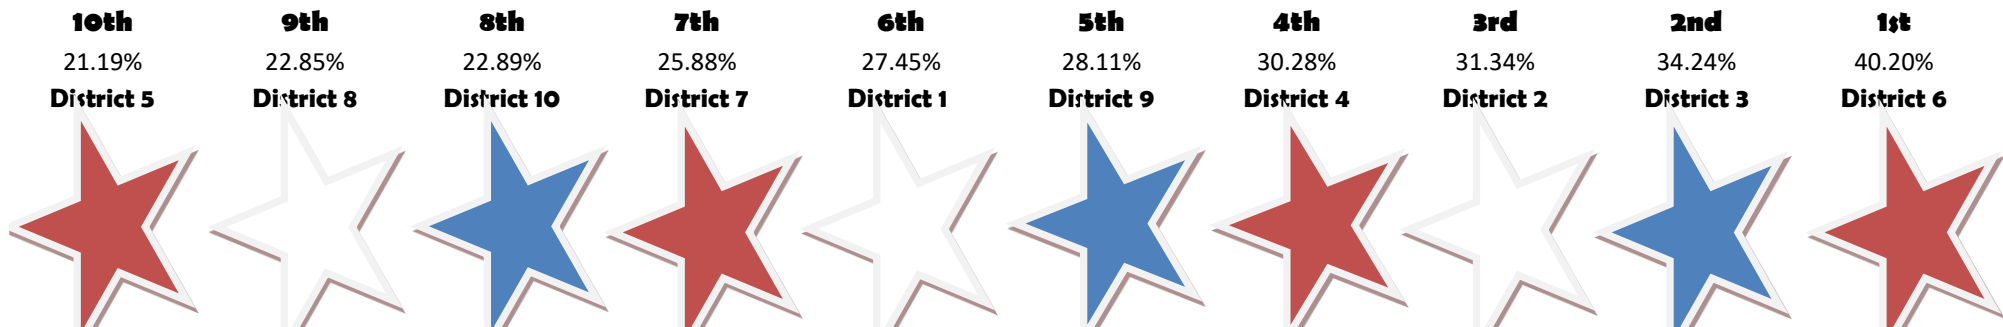 10th 9th 8th 7th 6th 5th 4th 3rd 2nd 1st
21.19% 22.85% 22.89% 25.88% 27.45% 28.11% 30.28% 31.34% 34.24% 40.20%
District 5 District 8 District 10 District 7 District 1 District 9 District 4 District 2 District 3 District 6